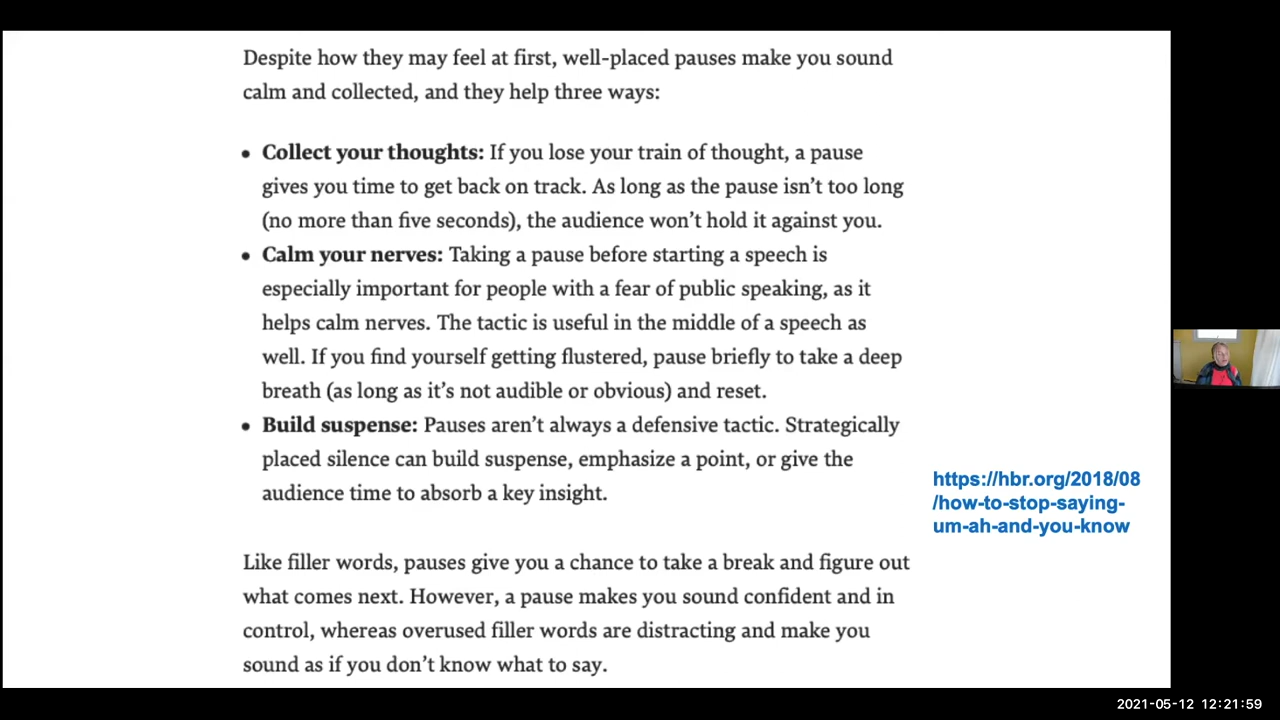 Despite how they may feel at first, well-placed pauses make you sound
calm and collected, and they help three ways:
• Collect your thoughts: If you lose your train of thought, a pause
gives you time to get back on track. As long as the pause isn’t too long
(no more than five seconds), the audience won’t hold it against you.
• Calm your nerves: Taking a pause before starting a speech is
especially important for people with a fear of public speaking, as it
helps calm nerves. The tactic is useful in the middle of a speech as
well. If you find yourself getting flustered, pause briefly to take a deep
breath (as long as it’s not audible or obvious) and reset.
• Build suspense: Pauses aren’t always a defensive tactic. Strategically
placed silence can build suspense, emphasize a point, or give the
audience time to absorb a key insight.
Like filler words, pauses give you a chance to take a break and figure out
what comes next. However, a pause makes you sound confident and in
control, whereas overused filler words are distracting and make you
sound as if you don’t know what to say.
https://hbr.org/2018/08
/how-to-stop-saying-
um-ah-and-you-know
2021-05-12 12:21:59